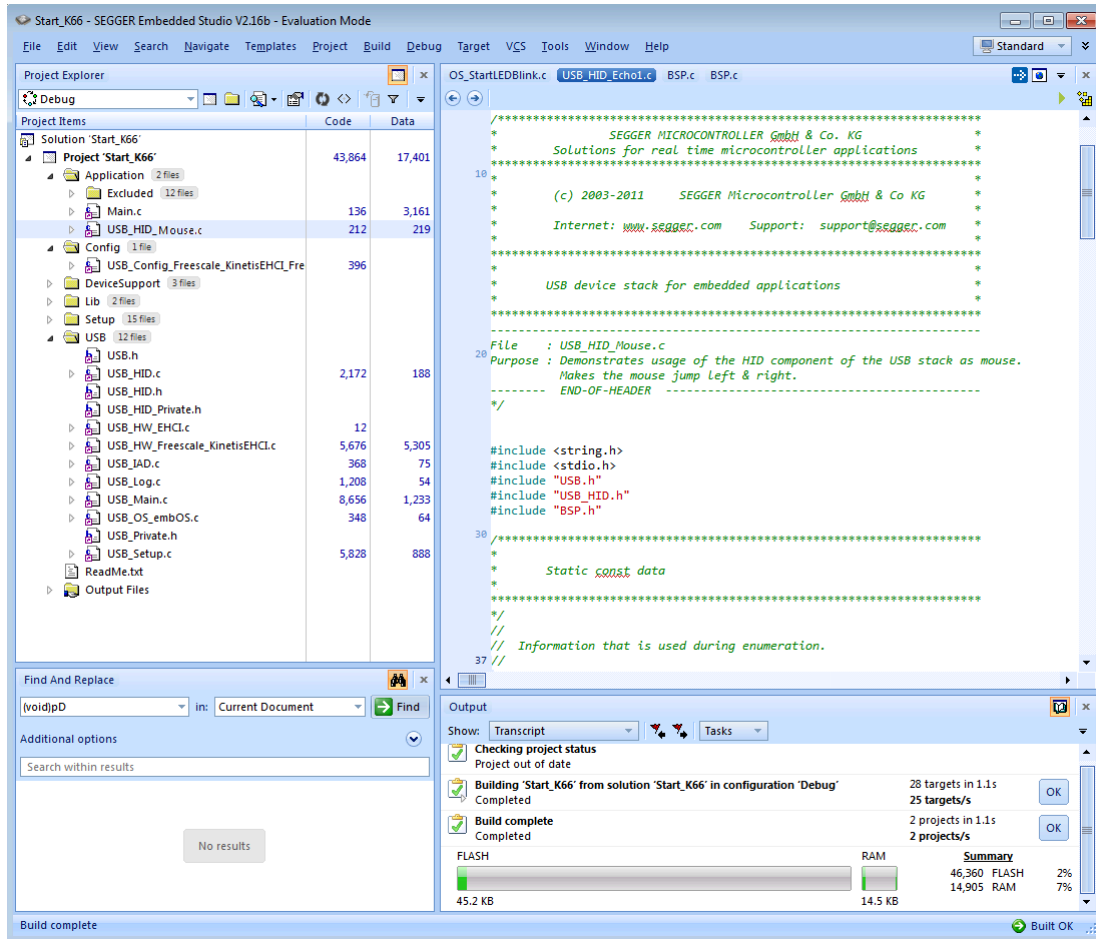 Start_K66 - SEGGER Embedded Studio V2.16b - Evaluation Mode
File Edit View Search Navigate Templates Project Build Debug Target VCS Tools Window Help
Standard
Project Explorer
Debug
Project Items Code Data
Solution 'Start_K66'
Project 'Start_K66' 43,864 17,401
Application 2 files
Excluded 12 files
Main.c 136 3,161
USB_HID_Mouse.c 212 219
Config 1 file
USB_Config_Freescale_KinetisEHCI_Fre 396
DeviceSupport 3 files
Lib 2 files
Setup 15 files
USB 12 files
USB.h
USB_HID.c 2,172 188
USB_HID.h
USB_HID_Private.h
USB_HW_EHCI.c 12
USB_HW_Freescale_KinetisEHCI.c 5,676 5,305
USB_IAD.c 368 75
USB_Log.c 1,208 54
USB_Main.c 8,656 1,233
USB_OS_embOS.c 348 64
USB_Private.h
USB_Setup.c 5,828 888
ReadMe.txt
Output Files
Find And Replace
(void)pD in: Current Document Find
Additional options
Search within results
No results
OS_StartLEDBlink.c USB_HID_Echo1.c BSP.c BSP.c
/*********************************************************************
* SEGGER MICROCONTROLLER GmbH & Co. KG *
* Solutions for real time microcontroller applications *
**********************************************************************
10 * *
* (c) 2003-2011 SEGGER Microcontroller GmbH & Co KG *
* *
* Internet: www.segger.com Support: support@segger.com *
* *
**********************************************************************
* *
* USB device stack for embedded applications *
* *
**********************************************************************
----------------------------------------------------------------------
File : USB_HID_Mouse.c
20 Purpose : Demonstrates usage of the HID component of the USB stack as mouse.
Makes the mouse jump left & right.
-------- END-OF-HEADER ---------------------------------------------
*/
#include <string.h>
#include <stdio.h>
#include "USB.h"
#include "USB_HID.h"
#include "BSP.h"
30 /*********************************************************************
*
* Static const data
*
**********************************************************************
*/
//
// Information that is used during enumeration.
37 //
Output
Show: Transcript Tasks
Checking project status
Project out of date
Building 'Start_K66' from solution 'Start_K66' in configuration 'Debug' 28 targets in 1.1s OK
Completed 25 targets/s
Build complete 2 projects in 1.1s OK
Completed 2 projects/s
FLASH RAM Summary
46,360 FLASH 2%
14,905 RAM 7%
45.2 KB 14.5 KB
Build complete Built OK